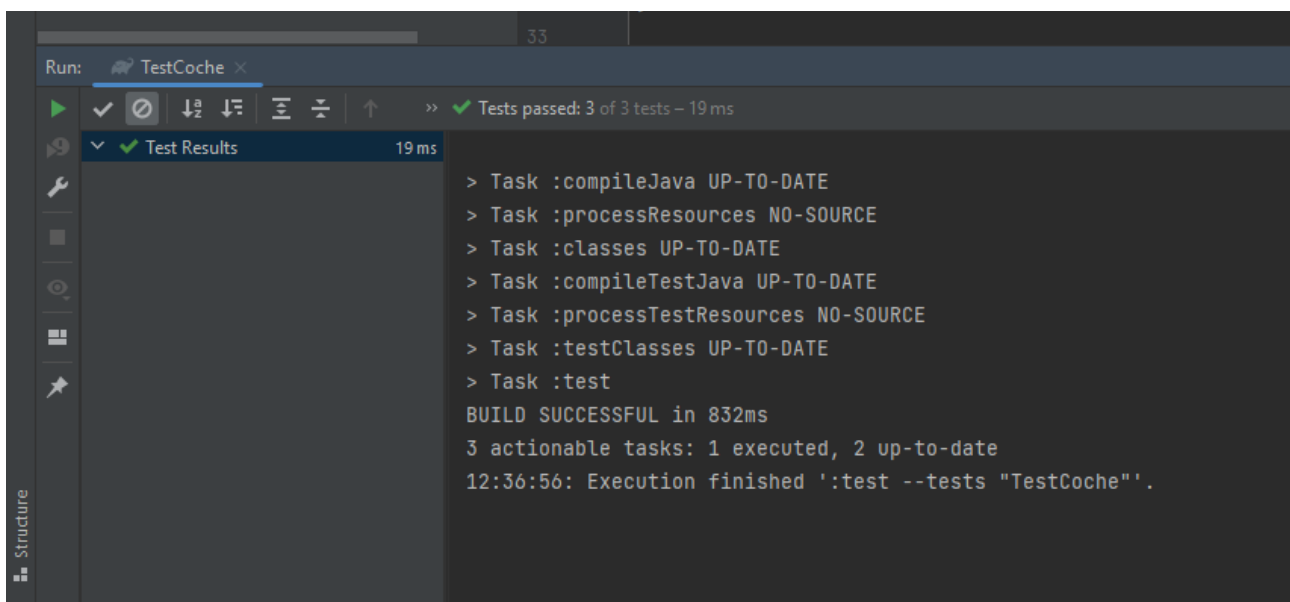 33
Run: TestCoche
Tests passed: 3 of 3 tests – 19 ms
Test Results 19 ms
> Task :compileJava UP-TO-DATE
> Task :processResources NO-SOURCE
> Task :classes UP-TO-DATE
> Task :compileTestJava UP-TO-DATE
> Task :processTestResources NO-SOURCE
> Task :testClasses UP-TO-DATE
> Task :test
BUILD SUCCESSFUL in 832ms
3 actionable tasks: 1 executed, 2 up-to-date
12:36:56: Execution finished ':test --tests "TestCoche"'.
Structure